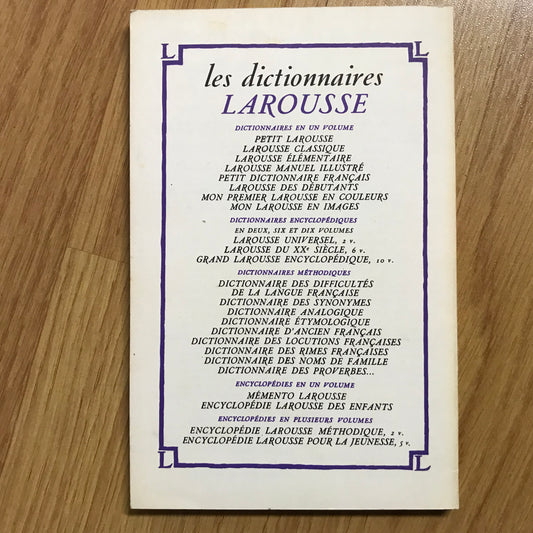 L L
les dictionnaires
LAROUSSE
DICTIONNAIRES EN UN VOLUME
PETIT LAROUSSE
LAROUSSE CLASSIQUE
LAROUSSE ÉLÉMENTAIRE
LAROUSSE MANUEL ILLUSTRÉ
PETIT DICTIONNAIRE FRANÇAIS
LAROUSSE DES DÉBUTANTS
MON PREMIER LAROUSSE EN COULEURS
MON LAROUSSE EN IMAGES
DICTIONNAIRES ENCYCLOPÉDIQUES
EN DEUX, SIX ET DIX VOLUMES
LAROUSSE UNIVERSEL, 2 v.
LAROUSSE DU XXe SIÈCLE, 6 v.
GRAND LAROUSSE ENCYCLOPÉDIQUE, 10 v.
DICTIONNAIRES MÉTHODIQUES
DICTIONNAIRE DES DIFFICULTÉS
DE LA LANGUE FRANÇAISE
DICTIONNAIRE DES SYNONYMES
DICTIONNAIRE ANALOGIQUE
DICTIONNAIRE ÉTYMOLOGIQUE
DICTIONNAIRE D'ANCIEN FRANÇAIS
DICTIONNAIRE DES LOCUTIONS FRANÇAISES
DICTIONNAIRE DES RIMES FRANÇAISES
DICTIONNAIRE DES NOMS DE FAMILLE
DICTIONNAIRE DES PROVERBES...
ENCYCLOPÉDIES EN UN VOLUME
MÉMENTO LAROUSSE
ENCYCLOPÉDIE LAROUSSE DES ENFANTS
ENCYCLOPÉDIES EN PLUSIEURS VOLUMES
ENCYCLOPÉDIE LAROUSSE MÉTHODIQUE, 2 v.
ENCYCLOPÉDIE LAROUSSE POUR LA JEUNESSE, 5 v.
L L